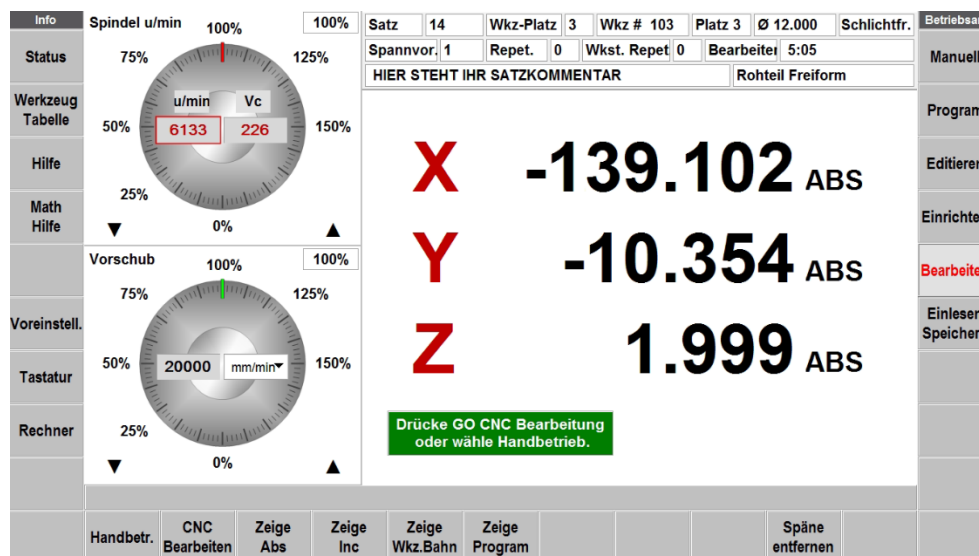 Info
Status
Werkzeug
Tabelle
Hilfe
Math
Hilfe
Voreinstell.
Tastatur
Rechner
Spindel u/min
100%
100%
75%
125%
u/min
Vc
50%
6133
226
150%
25%
0%
Vorschub
100%
100%
75%
125%
50%
20000
mm/min
150%
25%
0%
Satz 14 Wkz-Platz 3 Wkz # 103 Platz 3 Ø 12.000 Schlichtfr.
Spannvor. 1 Repet. 0 Wkst. Repet 0 Bearbeiter 5:05
HIER STEHT IHR SATZKOMMENTAR Rohteil Freiform
X -139.102 ABS
Y -10.354 ABS
Z 1.999 ABS
Drücke GO CNC Bearbeitung
oder wähle Handbetrieb.
Betriebsar
Manuell
Program
Editieren
Einrichte
Bearbeite
Einlesen
Speichern
Handbetr.
CNC
Bearbeiten
Zeige
Abs
Zeige
Inc
Zeige
Wkz.Bahn
Zeige
Program
Späne
entfernen